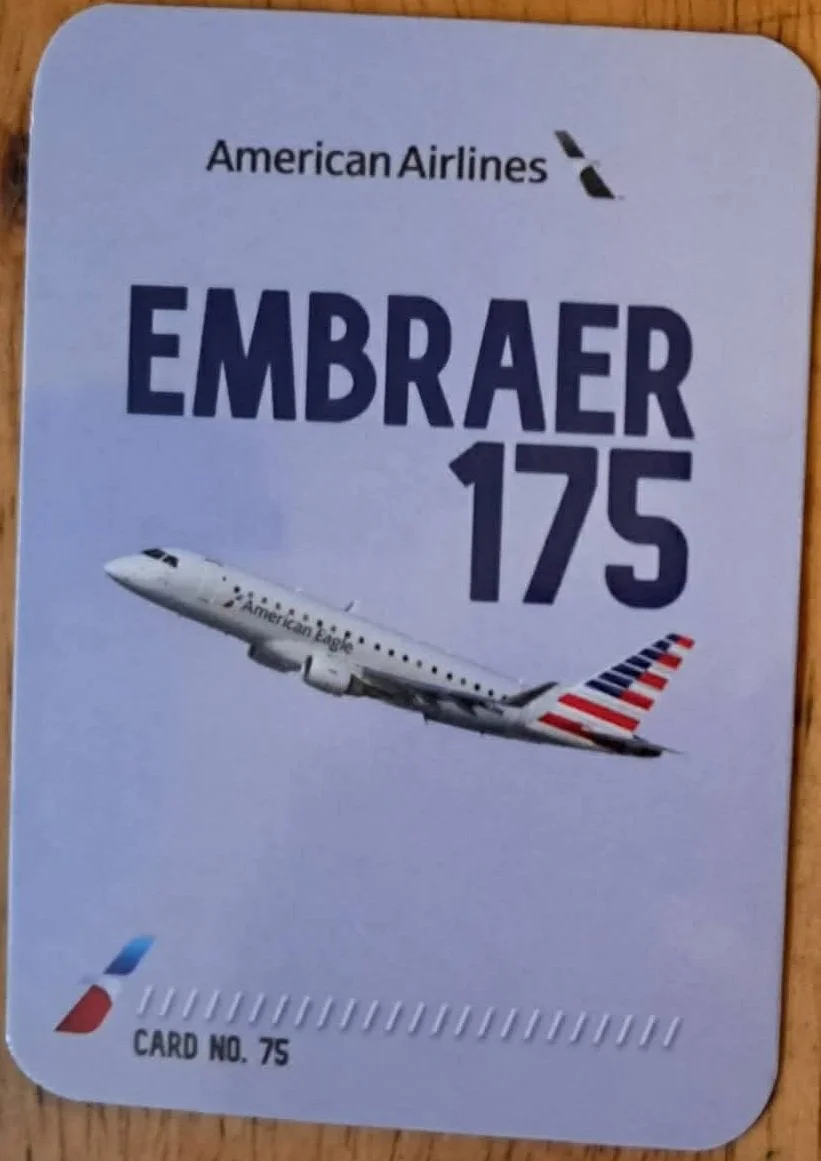 American Airlines
EMBRAER
175
American Eagle
CARD NO. 75